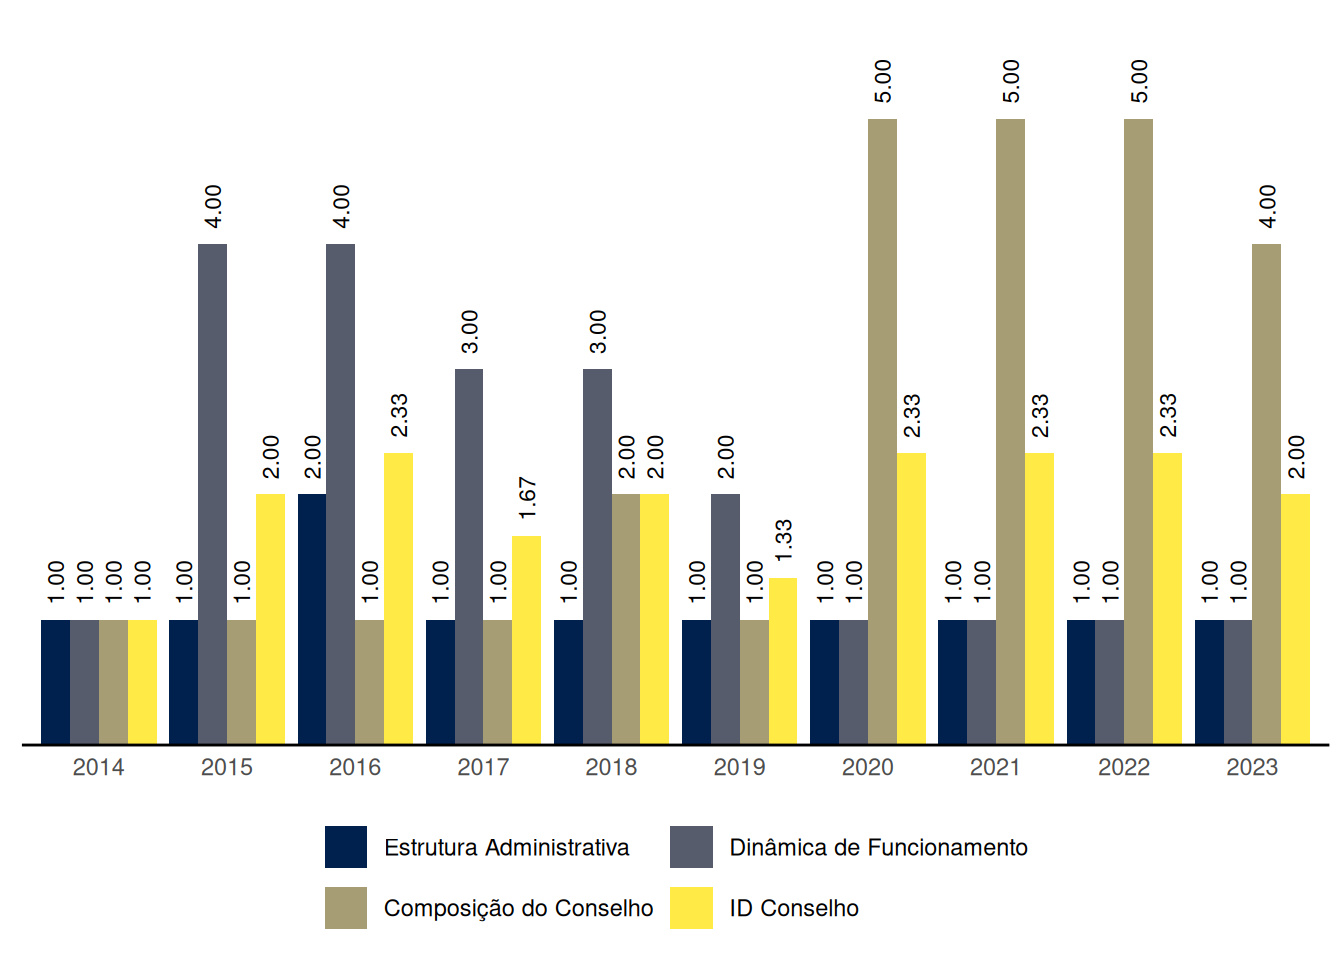 1.00 1.00 1.00 1.00
1.00 4.00 1.00 2.00
2.00 4.00 1.00 2.33
1.00 3.00 1.00 1.67
1.00 3.00 2.00 2.00
1.00 2.00 1.00 1.33
1.00 1.00 5.00 2.33
1.00 1.00 5.00 2.33
1.00 1.00 5.00 2.33
1.00 1.00 4.00 2.00
2014 2015 2016 2017 2018 2019 2020 2021 2022 2023
Estrutura Administrativa Dinâmica de Funcionamento
Composição do Conselho ID Conselho